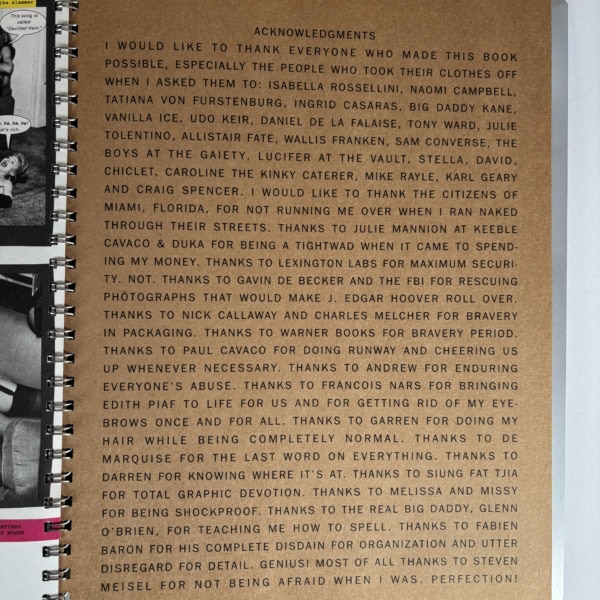 the slammer
This song is
called
"Devilled Ham."
ha, ha, ha!
at's rich.
ACKNOWLEDGMENTS
I WOULD LIKE TO THANK EVERYONE WHO MADE THIS BOOK
POSSIBLE, ESPECIALLY THE PEOPLE WHO TOOK THEIR CLOTHES OFF
WHEN I ASKED THEM TO: ISABELLA ROSSELLINI, NAOMI CAMPBELL,
TATIANA VON FURSTENBURG, INGRID CASARAS, BIG DADDY KANE,
VANILLA ICE, UDO KEIR, DANIEL DE LA FALAISE, TONY WARD, JULIE
TOLENTINO, ALLISTAIR FATE, WALLIS FRANKEN, SAM CONVERSE, THE
BOYS AT THE GAIETY, LUCIFER AT THE VAULT, STELLA, DAVID,
CHICLET, CAROLINE THE KINKY CATERER, MIKE RAYLE, KARL GEARY
AND CRAIG SPENCER. I WOULD LIKE TO THANK THE CITIZENS OF
MIAMI, FLORIDA, FOR NOT RUNNING ME OVER WHEN I RAN NAKED
THROUGH THEIR STREETS. THANKS TO JULIE MANNION AT KEEBLE
CAVACO & DUKA FOR BEING A TIGHTWAD WHEN IT CAME TO SPEND-
ING MY MONEY. THANKS TO LEXINGTON LABS FOR MAXIMUM SECURI-
TY. NOT. THANKS TO GAVIN DE BECKER AND THE FBI FOR RESCUING
PHOTOGRAPHS THAT WOULD MAKE J. EDGAR HOOVER ROLL OVER.
THANKS TO NICK CALLAWAY AND CHARLES MELCHER FOR BRAVERY
IN PACKAGING. THANKS TO WARNER BOOKS FOR BRAVERY PERIOD.
THANKS TO PAUL CAVACO FOR DOING RUNWAY AND CHEERING US
UP WHENEVER NECESSARY. THANKS TO ANDREW FOR ENDURING
EVERYONE'S ABUSE. THANKS TO FRANCOIS NARS FOR BRINGING
EDITH PIAF TO LIFE FOR US AND FOR GETTING RID OF MY EYE-
BROWS ONCE AND FOR ALL. THANKS TO GARREN FOR DOING MY
HAIR WHILE BEING COMPLETELY NORMAL. THANKS TO DE
MARQUISE FOR THE LAST WORD ON EVERYTHING. THANKS TO
DARREN FOR KNOWING WHERE IT'S AT. THANKS TO SIUNG FAT TJIA
FOR TOTAL GRAPHIC DEVOTION. THANKS TO MELISSA AND MISSY
FOR BEING SHOCKPROOF. THANKS TO THE REAL BIG DADDY, GLENN
O'BRIEN, FOR TEACHING ME HOW TO SPELL. THANKS TO FABIEN
BARON FOR HIS COMPLETE DISDAIN FOR ORGANIZATION AND UTTER
DISREGARD FOR DETAIL. GENIUS! MOST OF ALL THANKS TO STEVEN
MEISEL FOR NOT BEING AFRAID WHEN I WAS. PERFECTION!